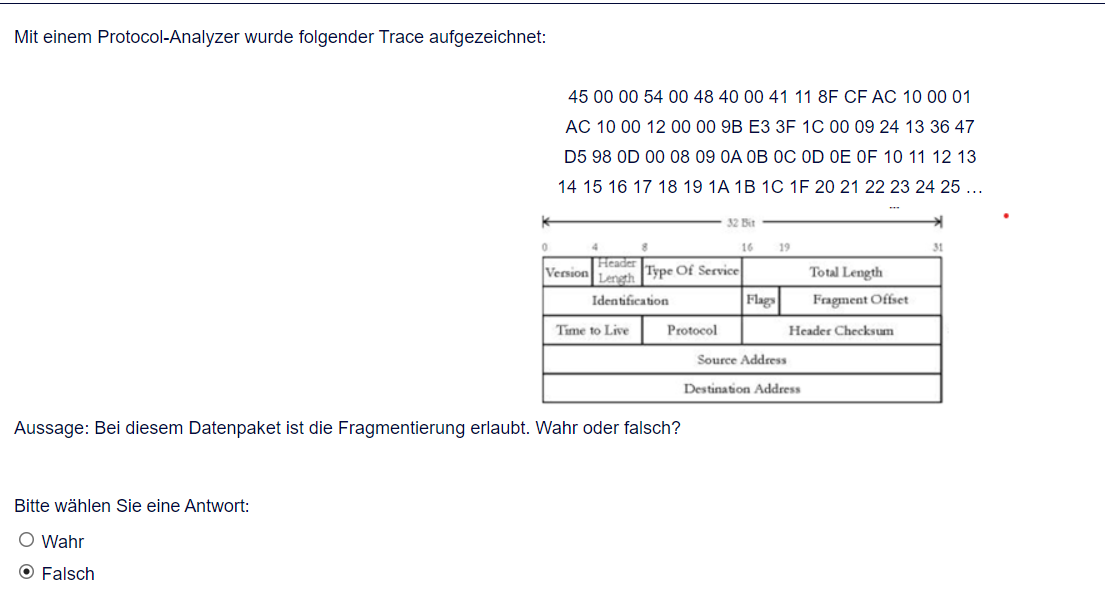 Mit einem Protocol-Analyzer wurde folgender Trace aufgezeichnet:
45 00 00 54 00 48 40 00 41 11 8F CF AC 10 00 01
AC 10 00 12 00 00 9B E3 3F 1C 00 09 24 13 36 47
D5 98 0D 00 08 09 0A 0B 0C 0D 0E 0F 10 11 12 13
14 15 16 17 18 19 1A 1B 1C 1F 20 21 22 23 24 25 …
...
32 Bit
0 4 8 16 19 31
Version Header Length Type Of Service Total Length
Identification Flags Fragment Offset
Time to Live Protocol Header Checksum
Source Address
Destination Address
Aussage: Bei diesem Datenpaket ist die Fragmentierung erlaubt. Wahr oder falsch?
Bitte wählen Sie eine Antwort:
Wahr
Falsch